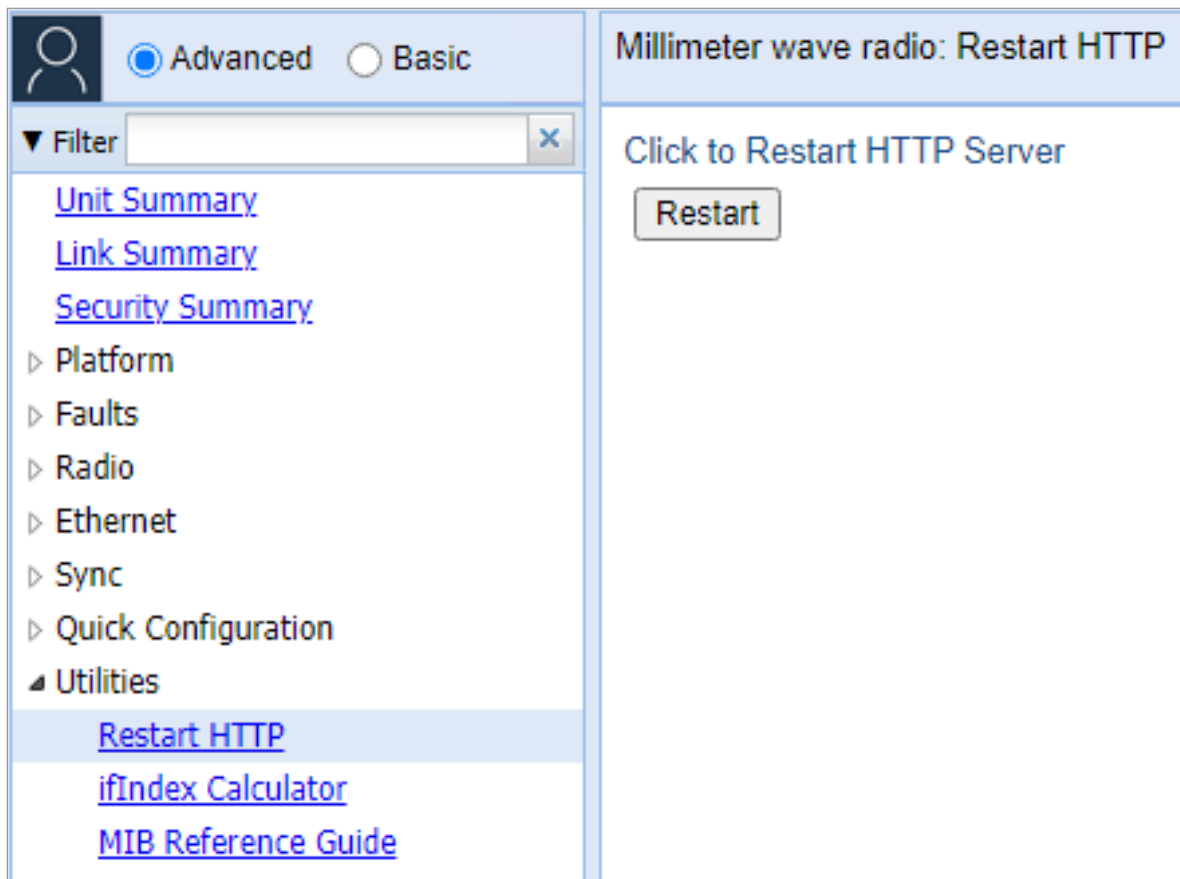 Advanced Basic
Filter
Unit Summary
Link Summary
Security Summary
Platform
Faults
Radio
Ethernet
Sync
Quick Configuration
Utilities
Restart HTTP
ifIndex Calculator
MIB Reference Guide
Millimeter wave radio: Restart HTTP
Click to Restart HTTP Server
Restart